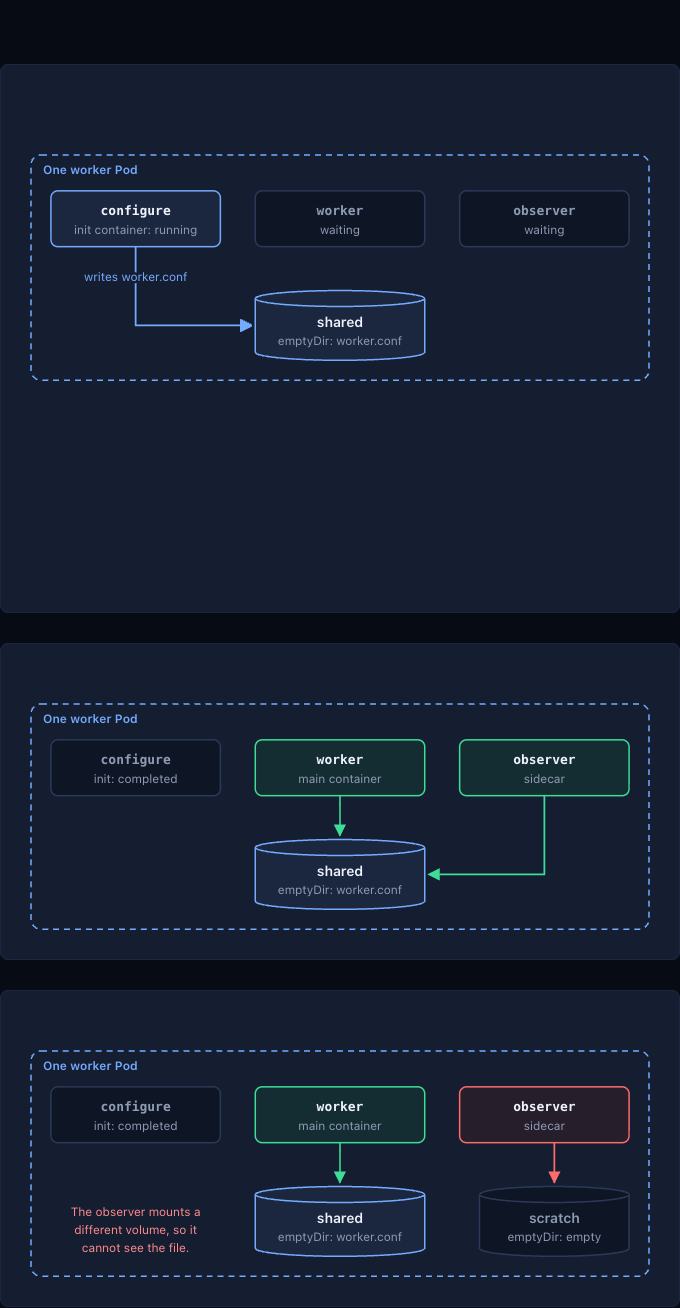 One worker Pod
configure
init container: running
worker
waiting
observer
waiting
writes worker.conf
shared
emptyDir: worker.conf
One worker Pod
configure
init: completed
worker
main container
observer
sidecar
shared
emptyDir: worker.conf
One worker Pod
configure
init: completed
worker
main container
observer
sidecar
The observer mounts a
different volume, so it
cannot see the file.
shared
emptyDir: worker.conf
scratch
emptyDir: empty